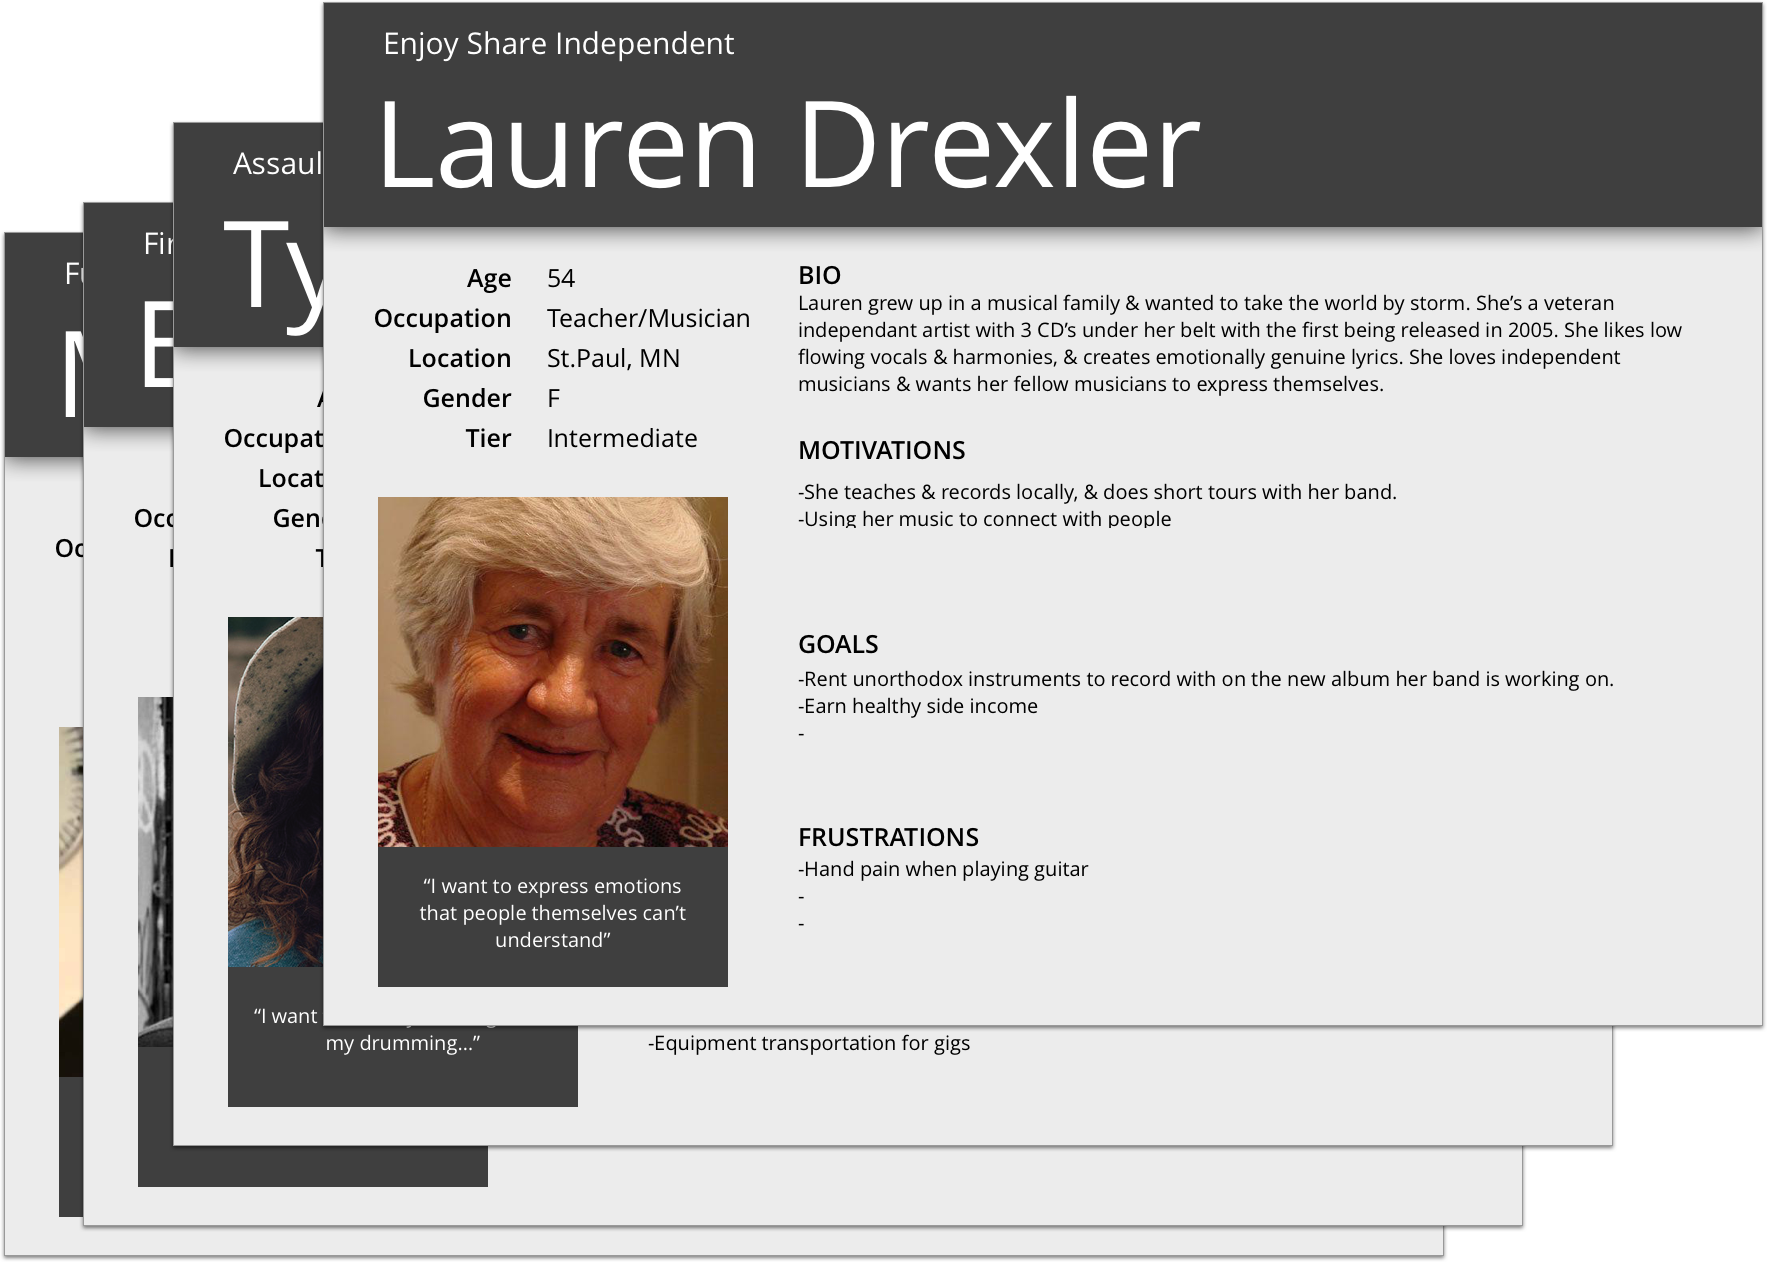 Enjoy Share Independent
Lauren Drexler
Age 54
Occupation Teacher/Musician
Location St.Paul, MN
Gender F
Tier Intermediate
“I want to express emotions
that people themselves can’t
understand”
BIO
Lauren grew up in a musical family & wanted to take the world by storm. She’s a veteran
independant artist with 3 CD’s under her belt with the first being released in 2005. She likes low
flowing vocals & harmonies, & creates emotionally genuine lyrics. She loves independent
musicians & wants her fellow musicians to express themselves.
MOTIVATIONS
-She teaches & records locally, & does short tours with her band.
-Using her music to connect with people
GOALS
-Rent unorthodox instruments to record with on the new album her band is working on.
-Earn healthy side income
-
FRUSTRATIONS
-Hand pain when playing guitar
-
-
Assaul
Ty
Occupat
Locat
Gen
“I want
my drumming...”
-Equipment transportation for gigs
Fir
E
Occ
Oc